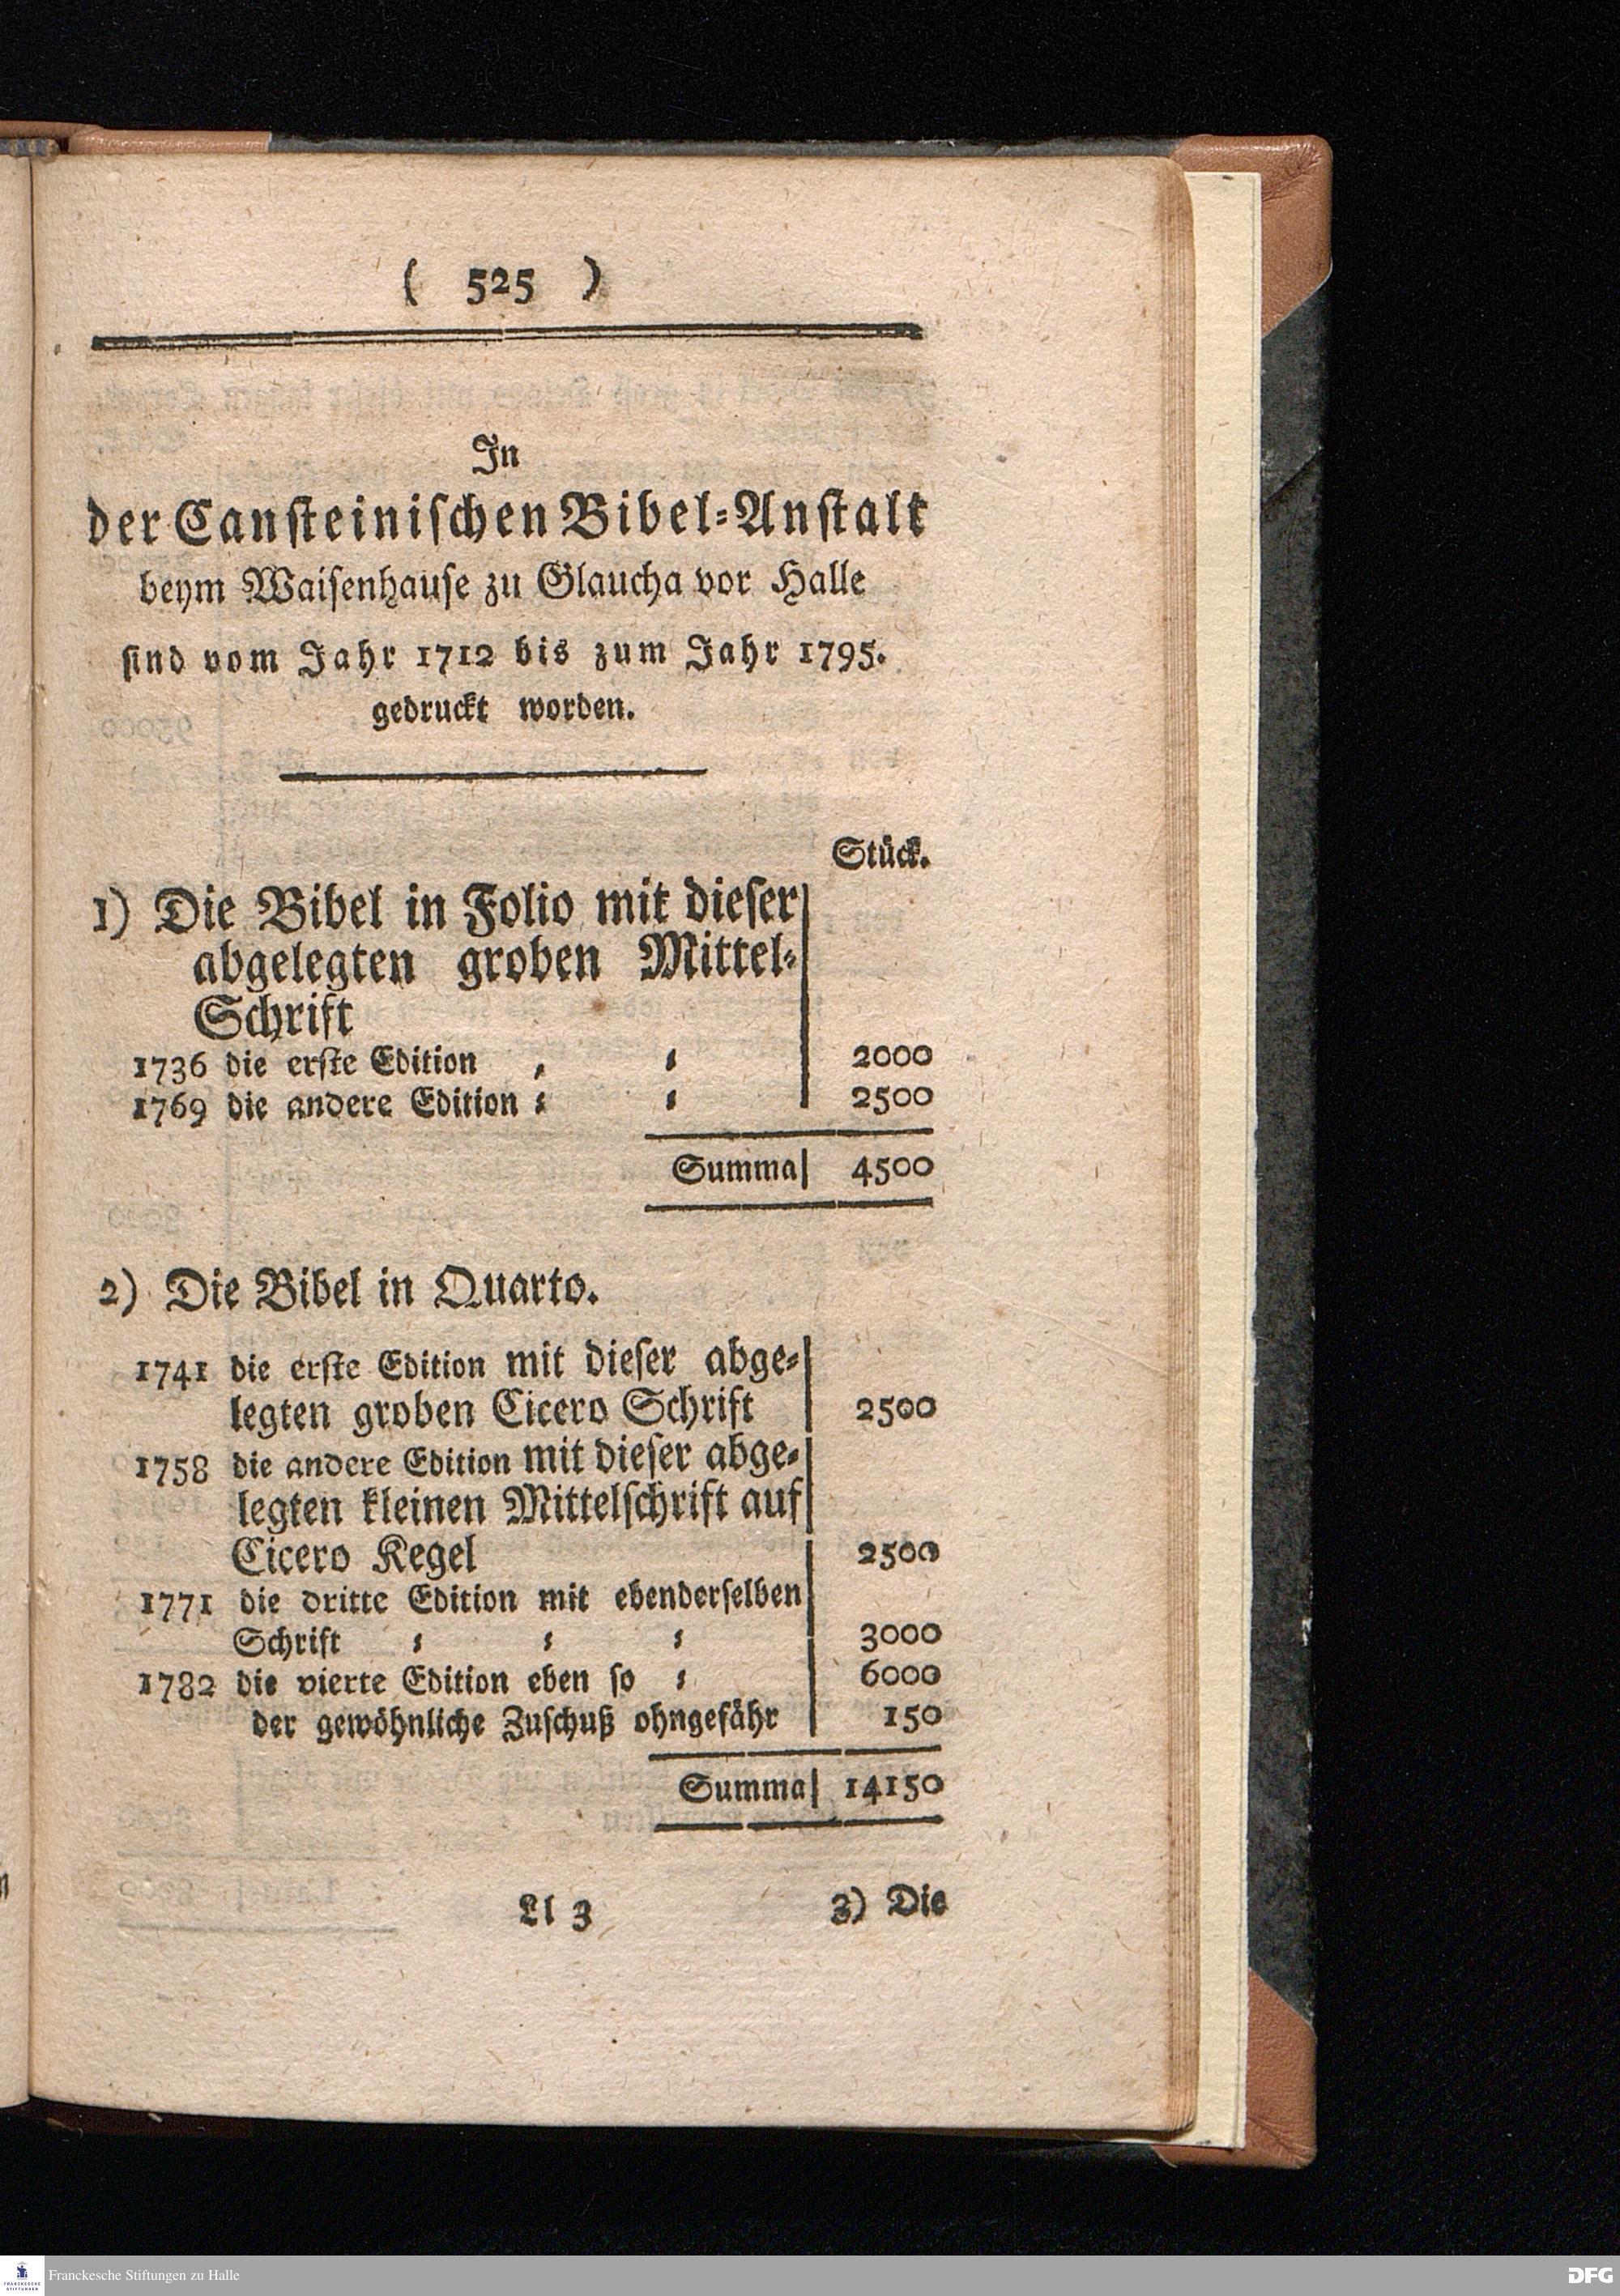 ( 525 )
In
der Cansteinischen Bibel-Anstalt
beym Waisenhause zu Glaucha vor Halle
sind vom Jahr 1712 bis zum Jahr 1795.
gedruckt worden.
Stück.
1) Die Bibel in Folio mit dieser
abgelegten groben Mittel-
Schrift
1736 die erste Edition 2000
1769 die andere Edition 2500
Summa 4500
2) Die Bibel in Quarto.
1741 die erste Edition mit dieser abge-
legten groben Cicero Schrift 2500
1758 die andere Edition mit dieser abge-
legten kleinen Mittelschrift auf
Cicero Kegel 2500
1771 die dritte Edition mit ebenderselben
Schrift 3000
1782 die vierte Edition eben so 6000
der gewöhnliche Zuschuß ohngefähr 150
Summa 14150
Ll 3 3) Die
Franckesche Stiftungen zu Halle
DFG